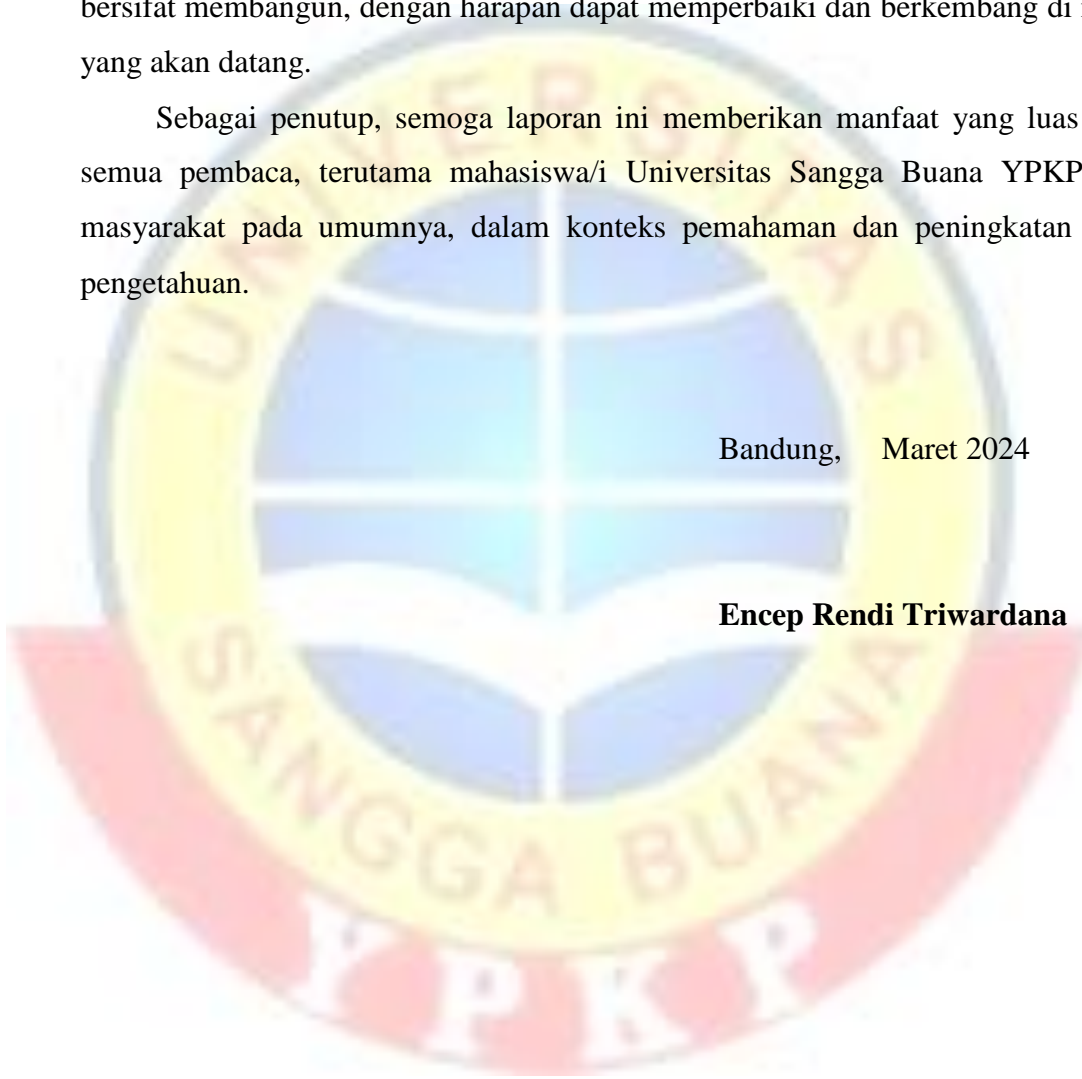 bersifat membangun, dengan harapan dapat memperbaiki dan berkembang di
yang akan datang.
Sebagai penutup, semoga laporan ini memberikan manfaat yang luas
semua pembaca, terutama mahasiswa/i Universitas Sangga Buana YPKP
masyarakat pada umumnya, dalam konteks pemahaman dan peningkatan
pengetahuan.
Bandung, Maret 2024
Encep Rendi Triwardana
UNIVERSITAS
SANGGA BUANA
YPKP